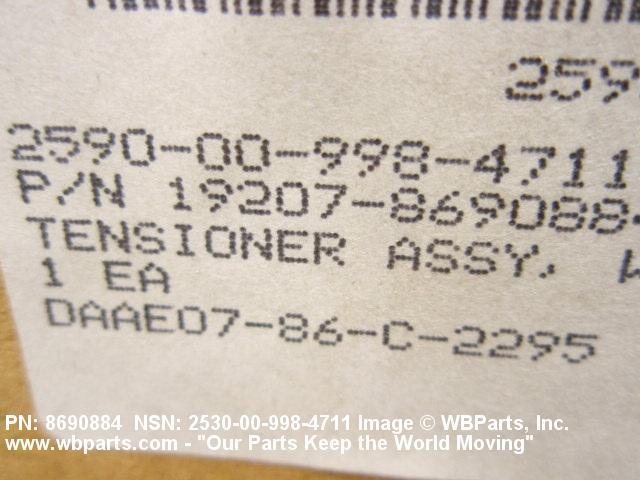 2590-00-998-4711
P/N 19207-869088
TENSIONER ASSY,
1 EA
DAAE07-86-C-2295
PN: 8690884 NSN: 2530-00-998-4711 Image © WBParts, Inc.
www.wbparts.com - "Our Parts Keep the World Moving"